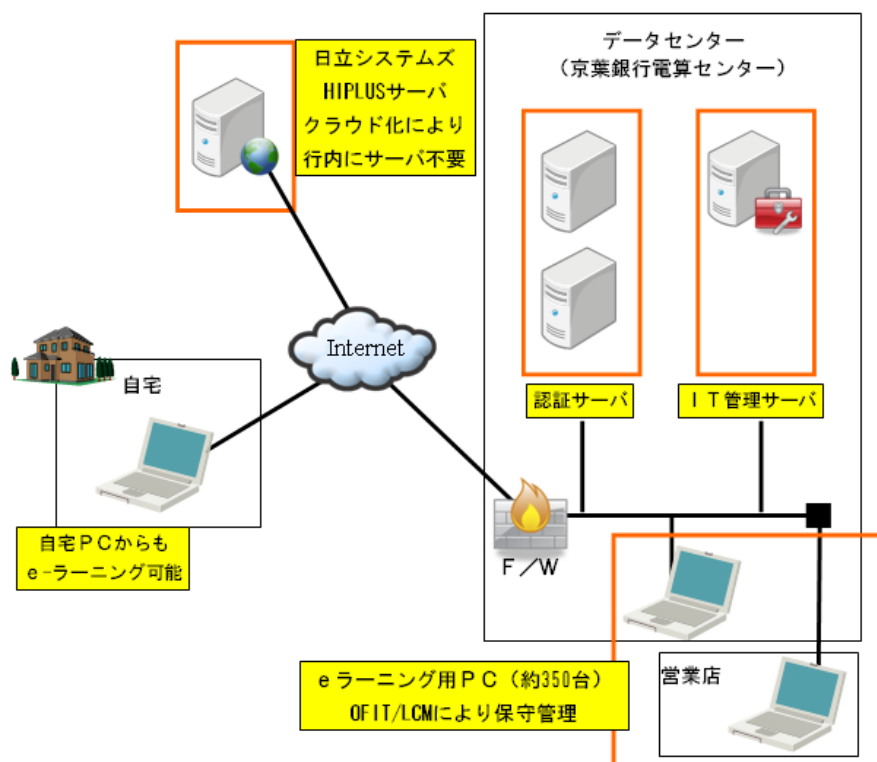 日立システムズ
HIPLUSサーバ
クラウド化により
行内にサーバ不要
データセンター
(京葉銀行電算センター)
Internet
自宅
認証サーバ
IT管理サーバ
自宅PCからも
e-ラーニング可能
F/W
eラーニング用PC(約350台)
OFIT/LCMにより保守管理
営業店